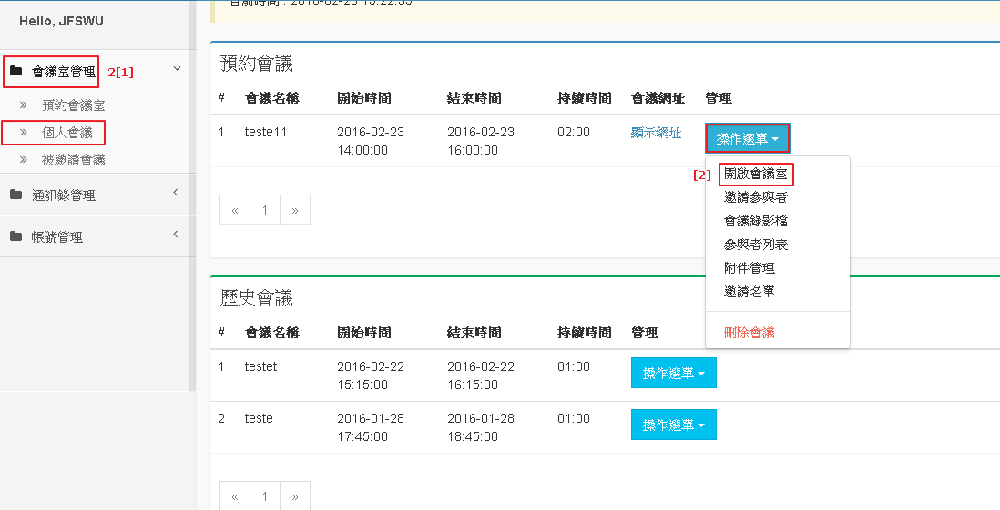 Hello, JFSWU
會議室管理 2[1]
預約會議室
個人會議
被邀請會議
通訊錄管理
帳號管理
目前時間 : 2016-02-23 13:22:35
預約會議
# 會議名稱 開始時間 結束時間 持續時間 會議網址 管理
1 teste11 2016-02-23 2016-02-23 02:00 顯示網址 操作選單
14:00:00 16:00:00
[2] 開啟會議室
邀請參與者
會議錄影檔
參與者列表
附件管理
邀請名單
刪除會議
« 1 »
歷史會議
# 會議名稱 開始時間 結束時間 持續時間 管理
1 testet 2016-02-22 2016-02-22 01:00 操作選單
15:15:00 16:15:00
2 teste 2016-01-28 2016-01-28 01:00 操作選單
17:45:00 18:45:00
« 1 »